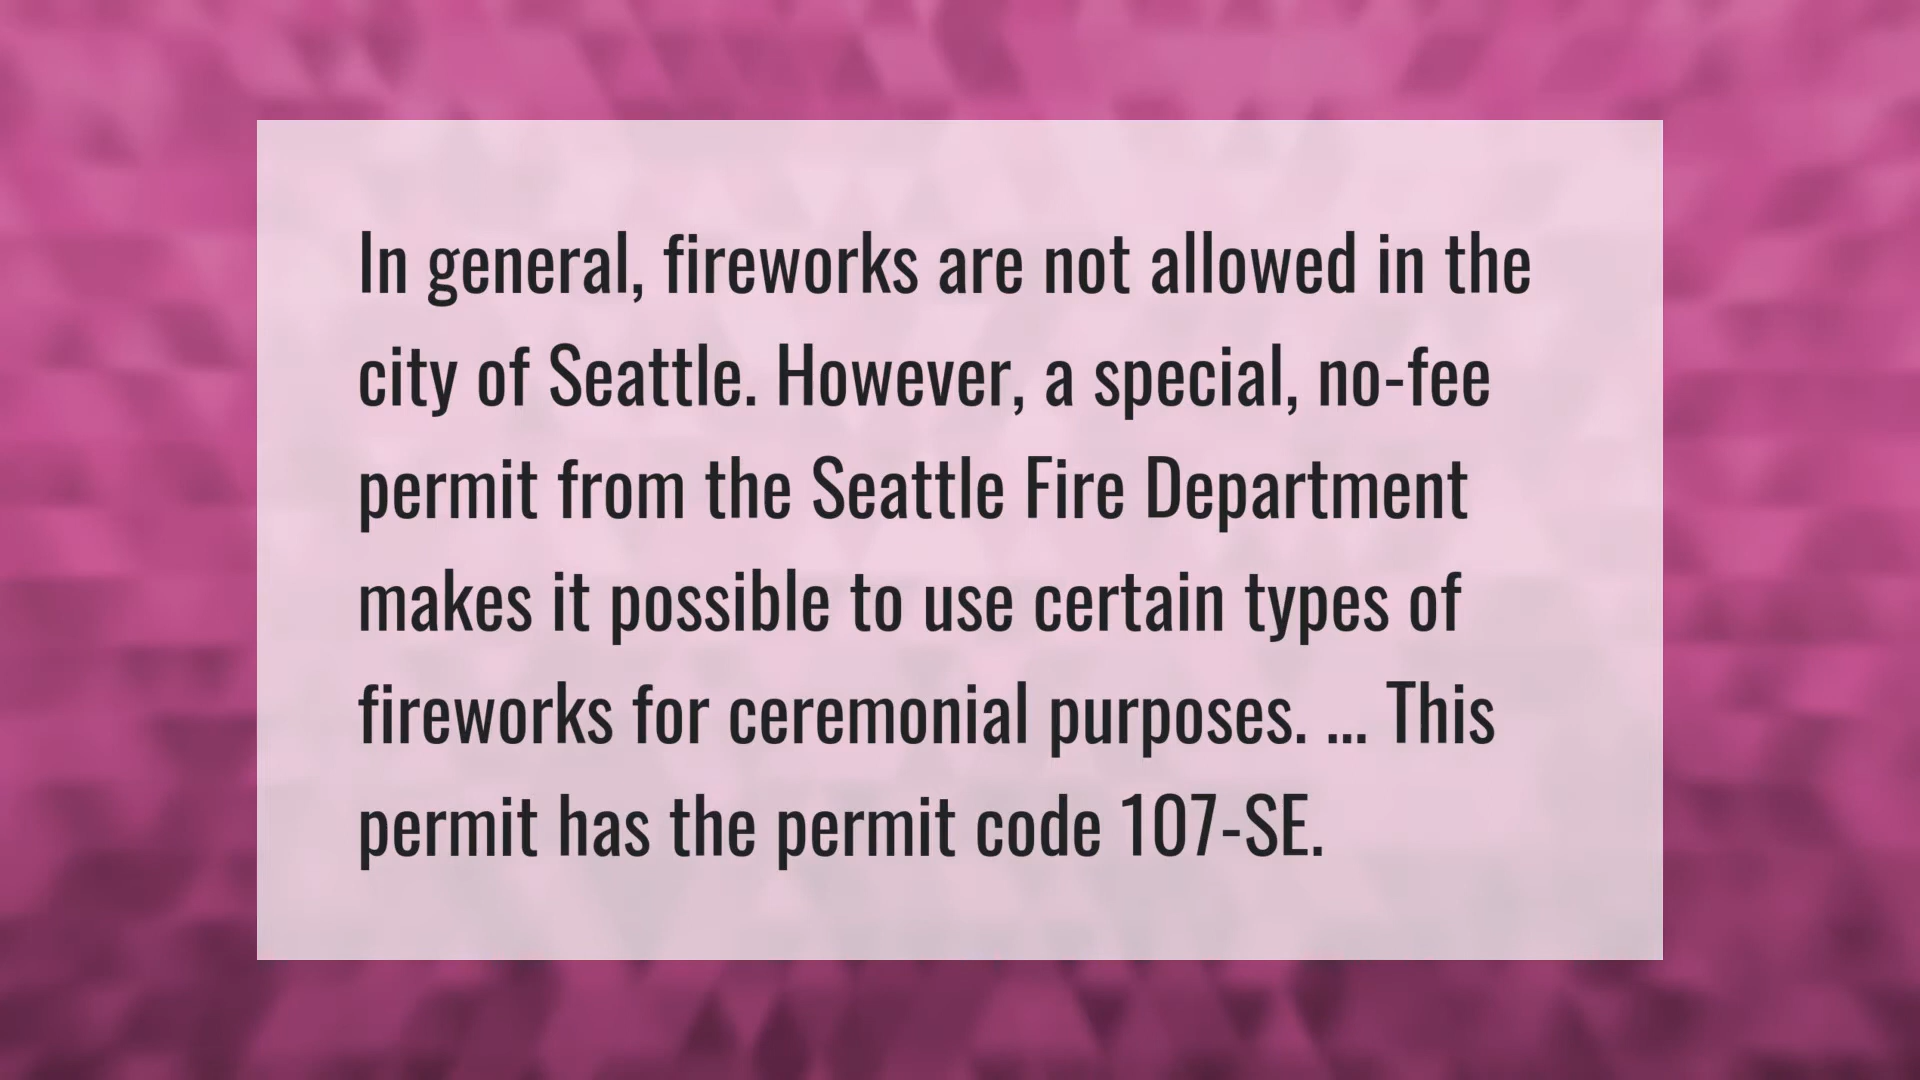 In general, fireworks are not allowed in the
city of Seattle. However, a special, no-fee
permit from the Seattle Fire Department
makes it possible to use certain types of
fireworks for ceremonial purposes. ... This
permit has the permit code 107-SE.